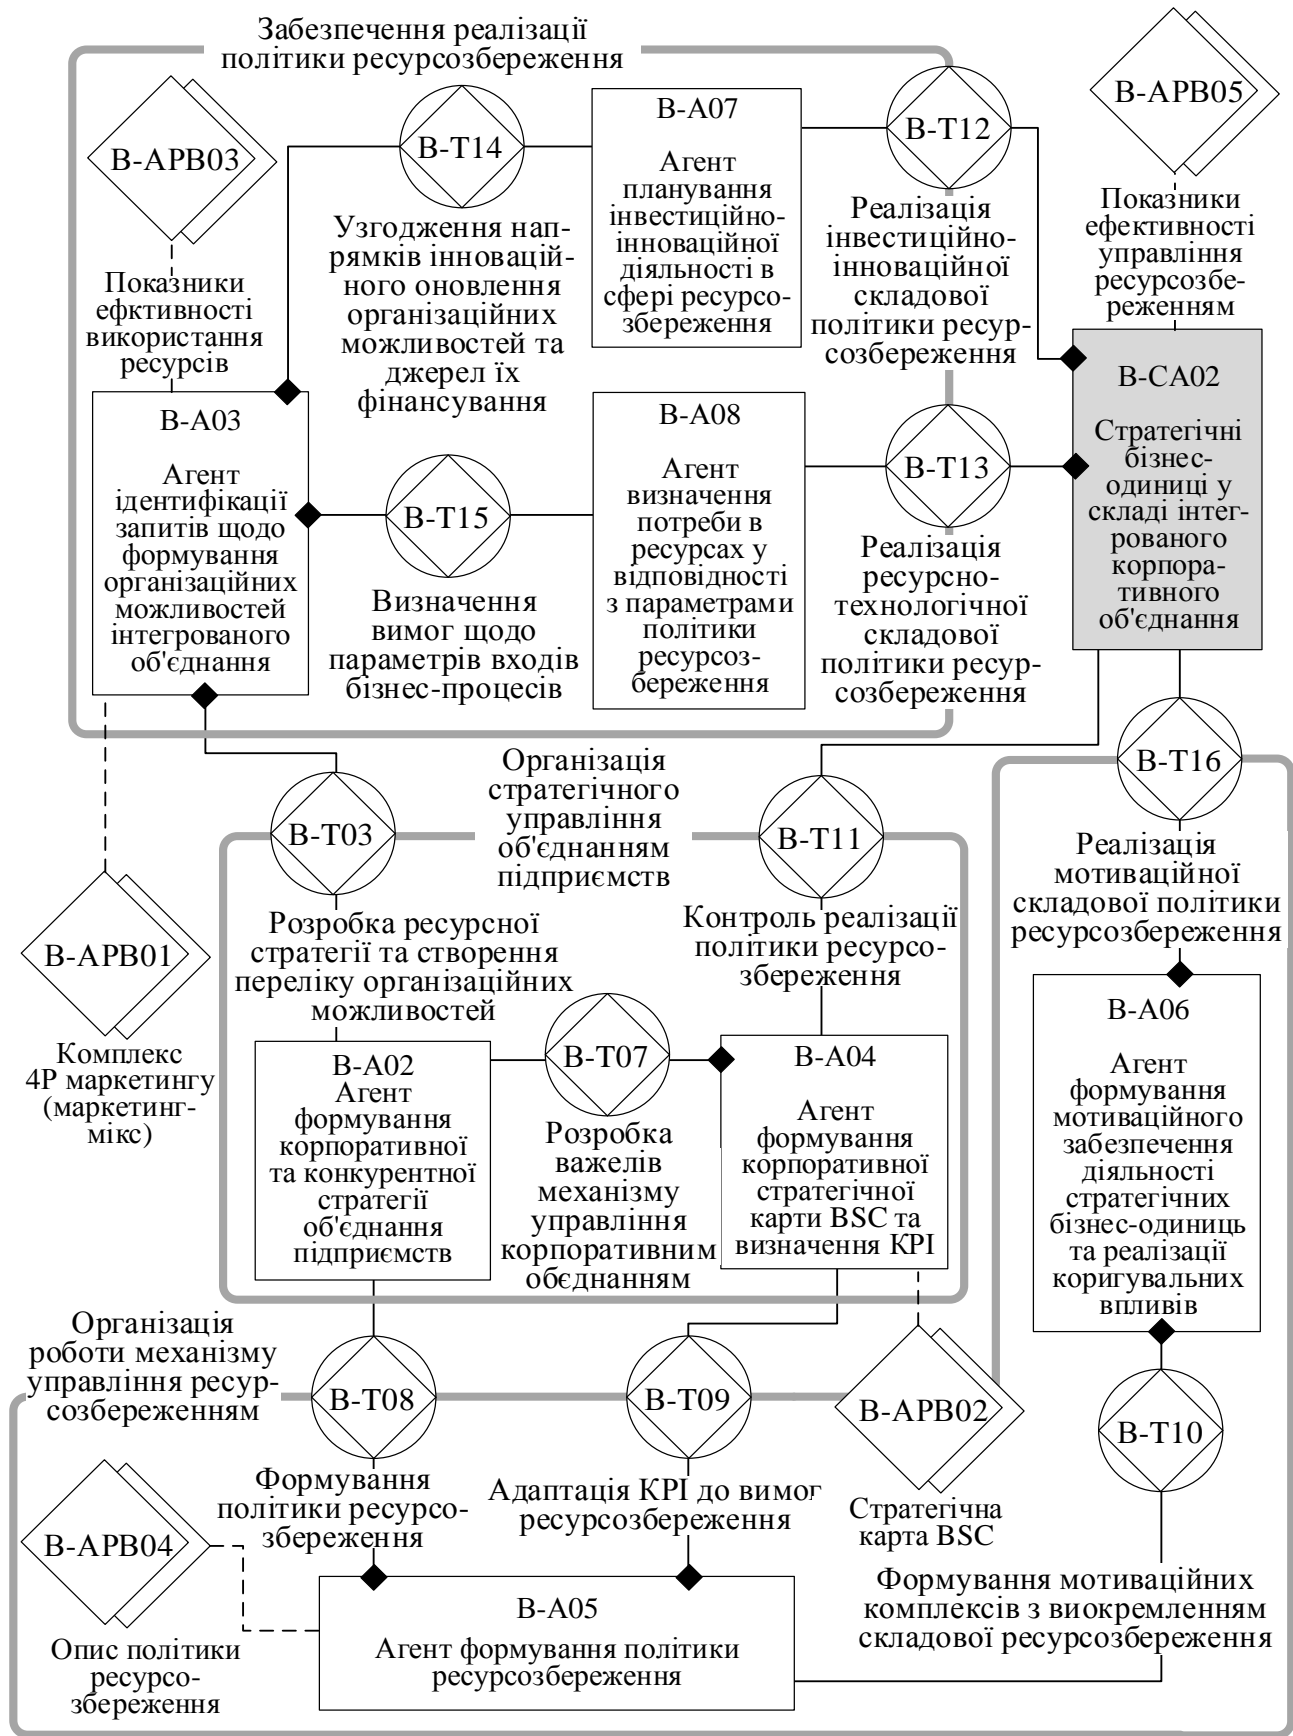 Забезпечення реалізації
політики ресурсозбереження
B-APB03
Показники
ефктивності
використання
ресурсів
B-T14
Узгодження нап-
рямків інновацій-
ного оновлення
організаційних
можливостей та
джерел їх
фінансування
B-A07
Агент
планування
інвестиційно-
інноваційної
діяльності в
сфері ресурсо-
збереження
B-T12
Реалізація
інвестиційно-
інноваційної
складової
політики ресур-
созбереження
B-APB05
Показники
ефективності
управління
ресурсозбе-
реженням
B-A03
Агент
ідентифікації
запитів щодо
формування
організаційних
можливостей
інтегрованого
об'єднання
B-T15
Визначення
вимог щодо
параметрів входів
бізнес-процесів
B-A08
Агент
визначення
потреби в
ресурсах у
відповідності
з параметрами
політики
ресурсоз-
береження
B-T13
Реалізація
ресурсно-
технологічної
складової
політики ресур-
созбереження
B-CA02
Стратегічні
бізнес-
одиниці у
складі інтег-
рованого
корпора-
тивного
об'єднання
B-T03
Організація
стратегічного
управління
об'єднанням
підприємств
B-T11
B-T16
Розробка ресурсної
стратегії та створення
переліку організаційних
можливостей
Контроль реалізації
політики ресурсо-
збереження
Реалізація
мотиваційної
складової політики
ресурсозбереження
B-APB01
Комплекс
4P маркетингу
(маркетинг-
мікс)
B-A02
Агент
формування
корпоративної
та конкурентної
стратегії
об'єднання
підприємств
B-T07
Розробка
важелів
механізму
управління
корпоративним
обєднанням
B-A04
Агент
формування
корпоративної
стратегічної
карти BSC та
визначення KPI
B-A06
Агент
формування
мотиваційного
забезпечення
діяльності
стратегічних
бізнес-одиниць
та реалізації
коригувальних
впливів
Організація
роботи механізму
управління ресур-
созбереженням
B-T08
B-T09
B-APB02
B-T10
Формування
політики ресурсо-
збереження
Адаптація KPI до вимог
ресурсозбереження
Стратегічна
карта BSC
B-APB04
Опис політики
ресурсо-
збереження
B-A05
Агент формування політики
ресурсозбереження
Формування мотиваційних
комплексів з виокремленням
складової ресурсозбереження